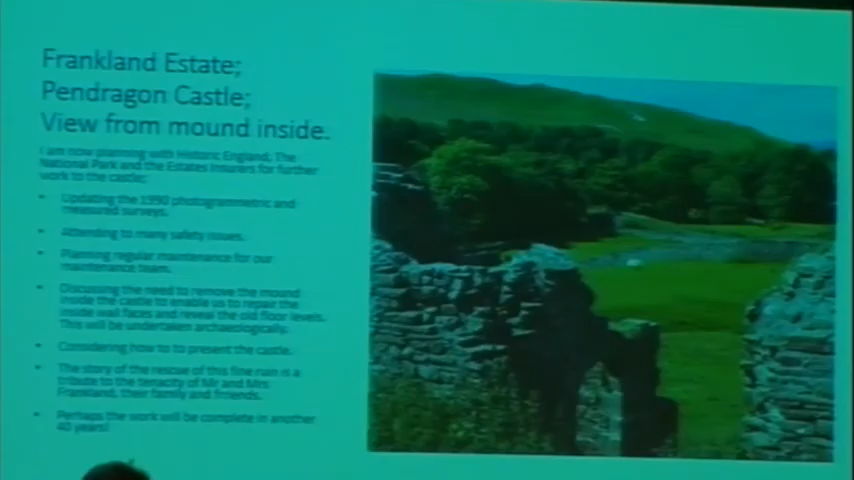 Frankland Estate;
Pendragon Castle;
View from mound inside.
I am now planning with Historic England, The
National Park and the Estates Insurers for further
work to the castle;
• Updating the 1990 photogrammetric and
measured surveys.
• Attending to many safety issues.
• Planning regular maintenance for our
maintenance team.
• Discussing the need to remove the mound
inside the castle to enable us to repair the
inside wall faces and reveal the old floor levels.
This will be undertaken archaeologically.
• Considering how to to present the castle.
• The story of the rescue of this fine ruin is a
tribute to the tenacity of Mr and Mrs
Frankland, their family and friends.
• Perhaps the work will be complete in another
40 years!